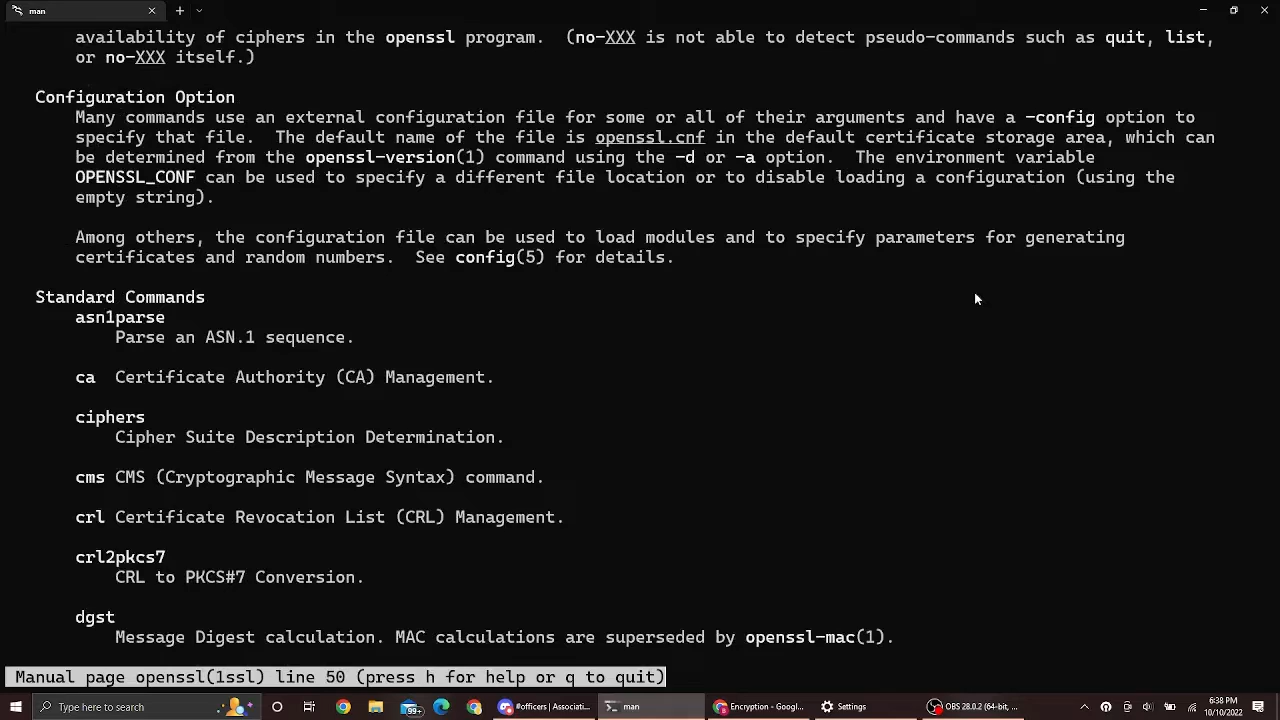 man
availability of ciphers in the openssl program.  (no-XXX is not able to detect pseudo-commands such as quit, list,
or no-XXX itself.)
Configuration Option
Many commands use an external configuration file for some or all of their arguments and have a -config option to
specify that file.  The default name of the file is openssl.cnf in the default certificate storage area, which can
be determined from the openssl-version(1) command using the -d or -a option.  The environment variable
OPENSSL_CONF can be used to specify a different file location or to disable loading a configuration (using the
empty string).
Among others, the configuration file can be used to load modules and to specify parameters for generating
certificates and random numbers.  See config(5) for details.
Standard Commands
asn1parse
Parse an ASN.1 sequence.
ca  Certificate Authority (CA) Management.
ciphers
Cipher Suite Description Determination.
cms CMS (Cryptographic Message Syntax) command.
crl Certificate Revocation List (CRL) Management.
crl2pkcs7
CRL to PKCS#7 Conversion.
dgst
Message Digest calculation. MAC calculations are superseded by openssl-mac(1).
Manual page openssl(1ssl) line 50 (press h for help or q to quit)
Type here to search
99+
#officers | Associati...
man
Encryption - Googl...
Settings
OBS 28.0.2 (64-bit, ...
6:38 PM
10/10/2022